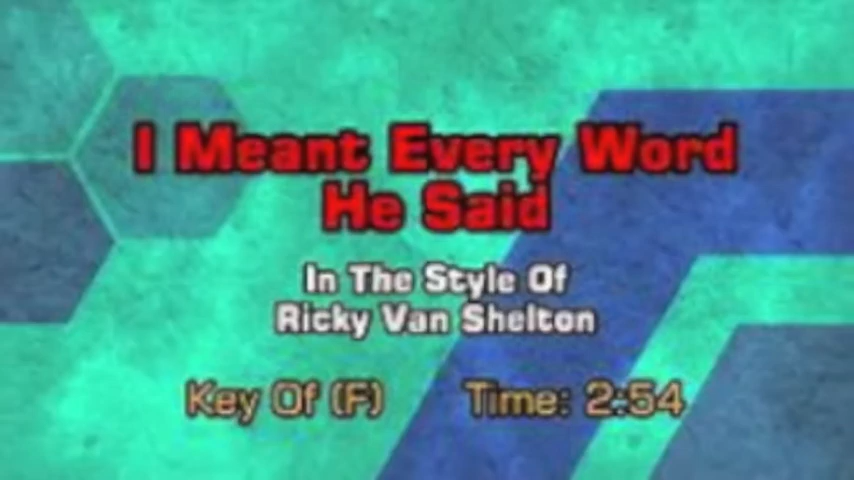 I Meant Every Word
He Said
In The Style Of
Ricky Van Shelton
Key Of (F) Time: 2:54